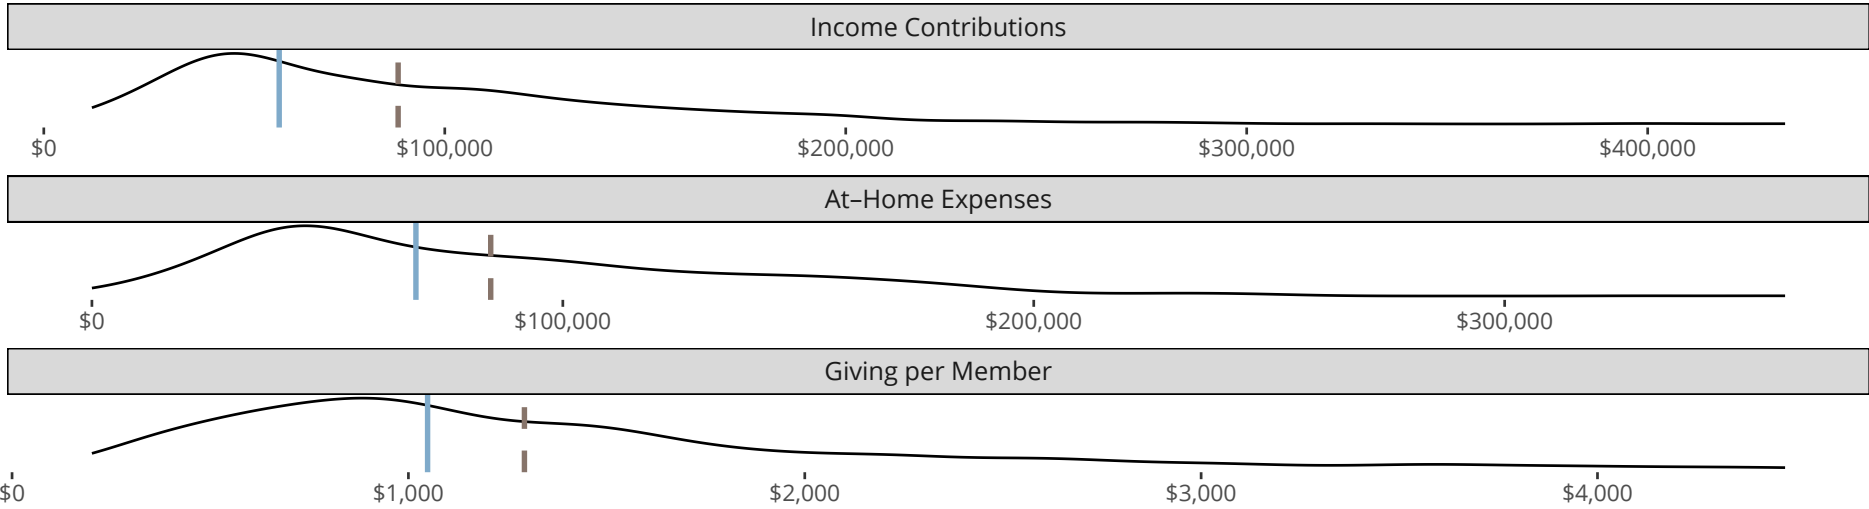 Income Contributions
$0 $100,000 $200,000 $300,000 $400,000
At–Home Expenses
$0 $100,000 $200,000 $300,000
Giving per Member
$0 $1,000 $2,000 $3,000 $4,000